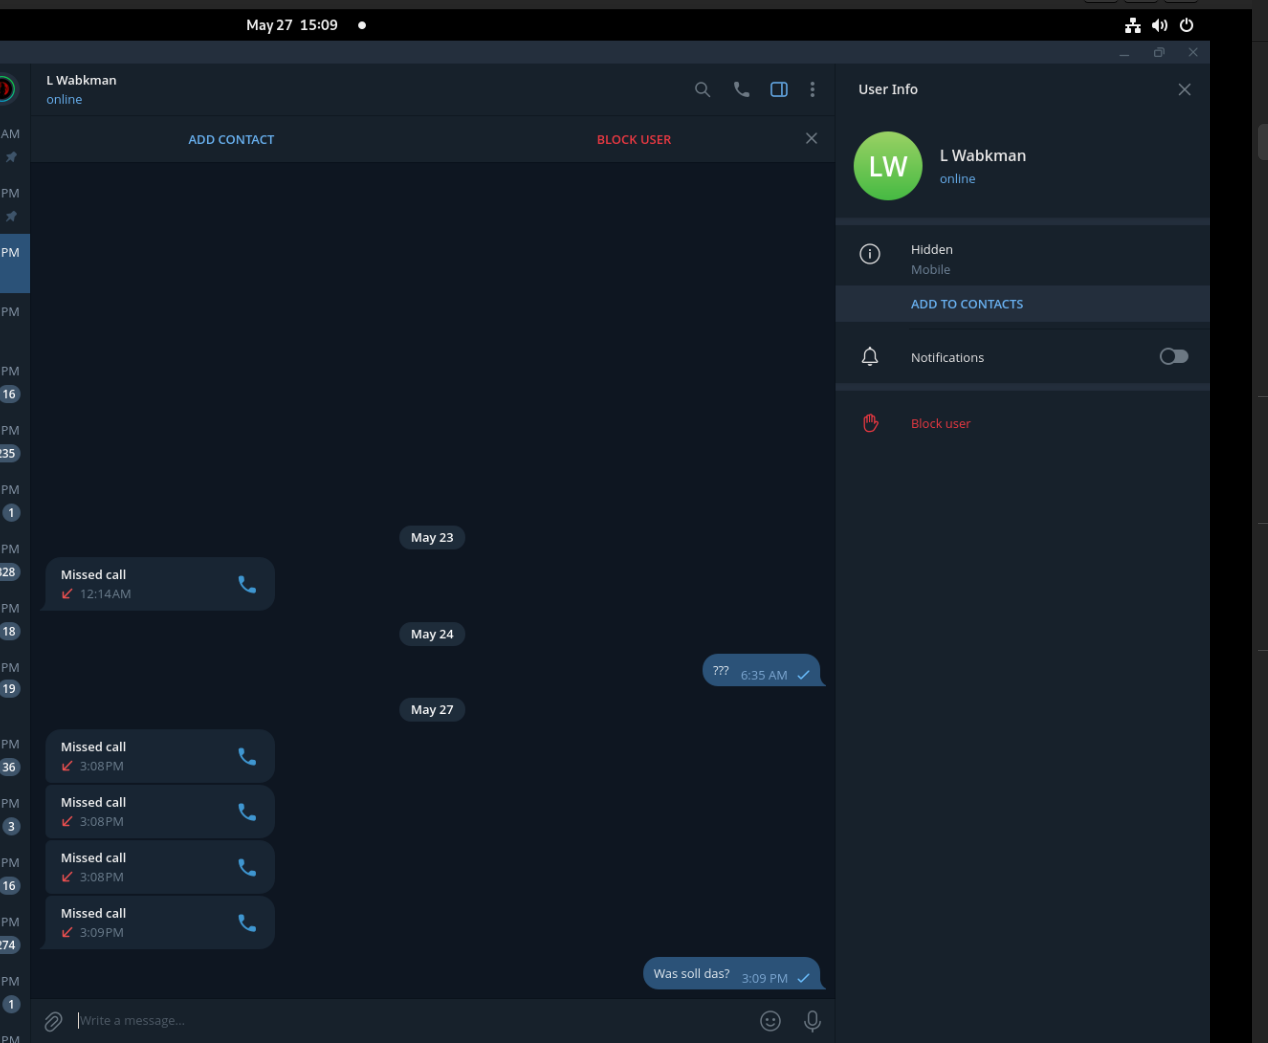 May 27 15:09
L Wabkman
online
ADD CONTACT
BLOCK USER
AM
PM
PM
PM
PM
16
PM
235
PM
1
PM
328
PM
18
PM
19
PM
36
PM
3
PM
16
PM
274
PM
1
PM
May 23
Missed call
12:14AM
May 24
???
6:35 AM
May 27
Missed call
3:08PM
Missed call
3:08PM
Missed call
3:08PM
Missed call
3:09PM
Was soll das?
3:09 PM
Write a message...
User Info
LW
L Wabkman
online
Hidden
Mobile
ADD TO CONTACTS
Notifications
Block user